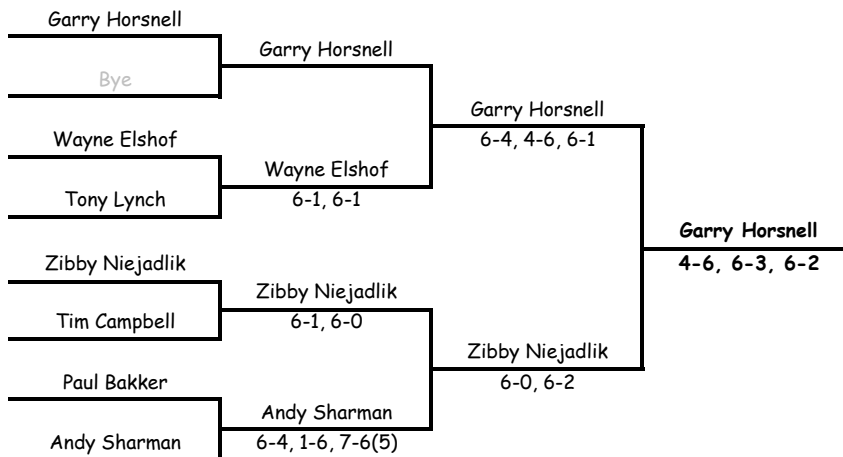 Garry Horsnell
Bye
Wayne Elshof
Tony Lynch
Zibby Niejadlik
Tim Campbell
Paul Bakker
Andy Sharman
Garry Horsnell
Wayne Elshof
6-1, 6-1
Zibby Niejadlik
6-1, 6-0
Andy Sharman
6-4, 1-6, 7-6(5)
Garry Horsnell
6-4, 4-6, 6-1
Zibby Niejadlik
6-0, 6-2
Garry Horsnell
4-6, 6-3, 6-2